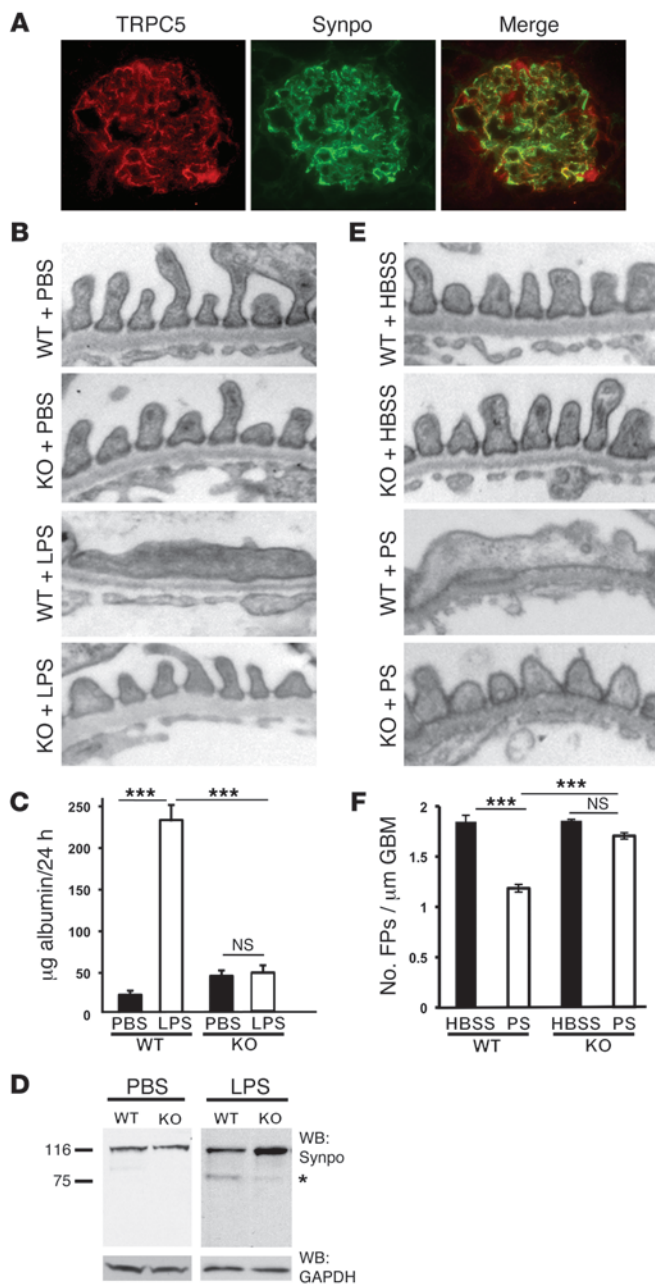 A
TRPC5 Synpo Merge
B
WT + PBS
KO + PBS
WT + LPS
KO + LPS
E
WT + HBSS
KO + HBSS
WT + PS
KO + PS
C
µg albumin/24 h
250
200
150
100
50
0
*** ***
NS
PBS LPS PBS LPS
WT KO
F
No. FPs / µm GBM
2
1.5
1
0.5
0
***
*** NS
HBSS PS HBSS PS
WT KO
D
PBS LPS
WT KO WT KO
116
75
WB:
Synpo
*
WB:
GAPDH